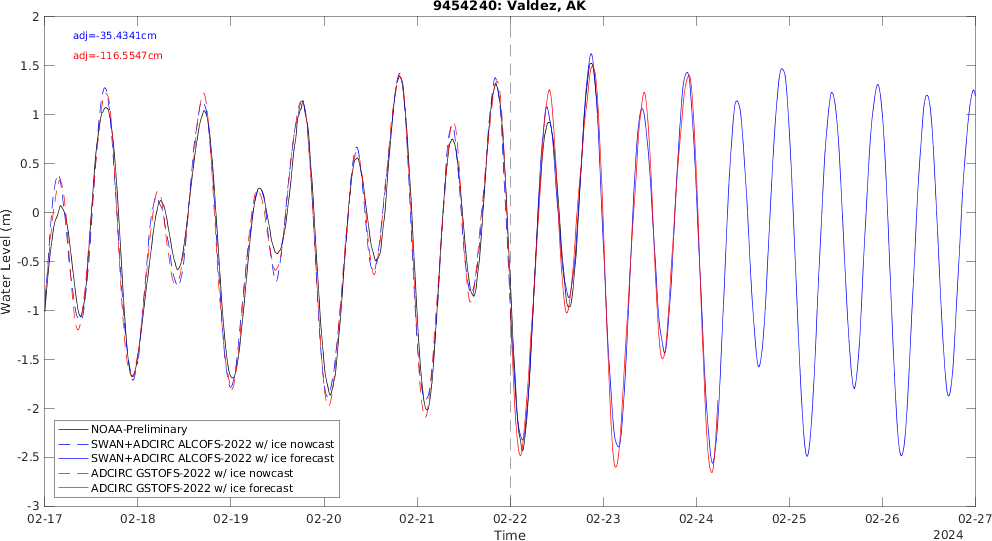 9454240: Valdez, AK
adj=-35.4341cm
adj=-116.5547cm
2
1.5
1
0.5
0
-0.5
-1
-1.5
-2
-2.5
-3
Water Level (m)
NOAA-Preliminary
SWAN+ADCIRC ALCOFS-2022 w/ ice nowcast
SWAN+ADCIRC ALCOFS-2022 w/ ice forecast
ADCIRC GSTOFS-2022 w/ ice nowcast
ADCIRC GSTOFS-2022 w/ ice forecast
02-17 02-18 02-19 02-20 02-21 02-22 02-23 02-24 02-25 02-26 02-27
Time
2024